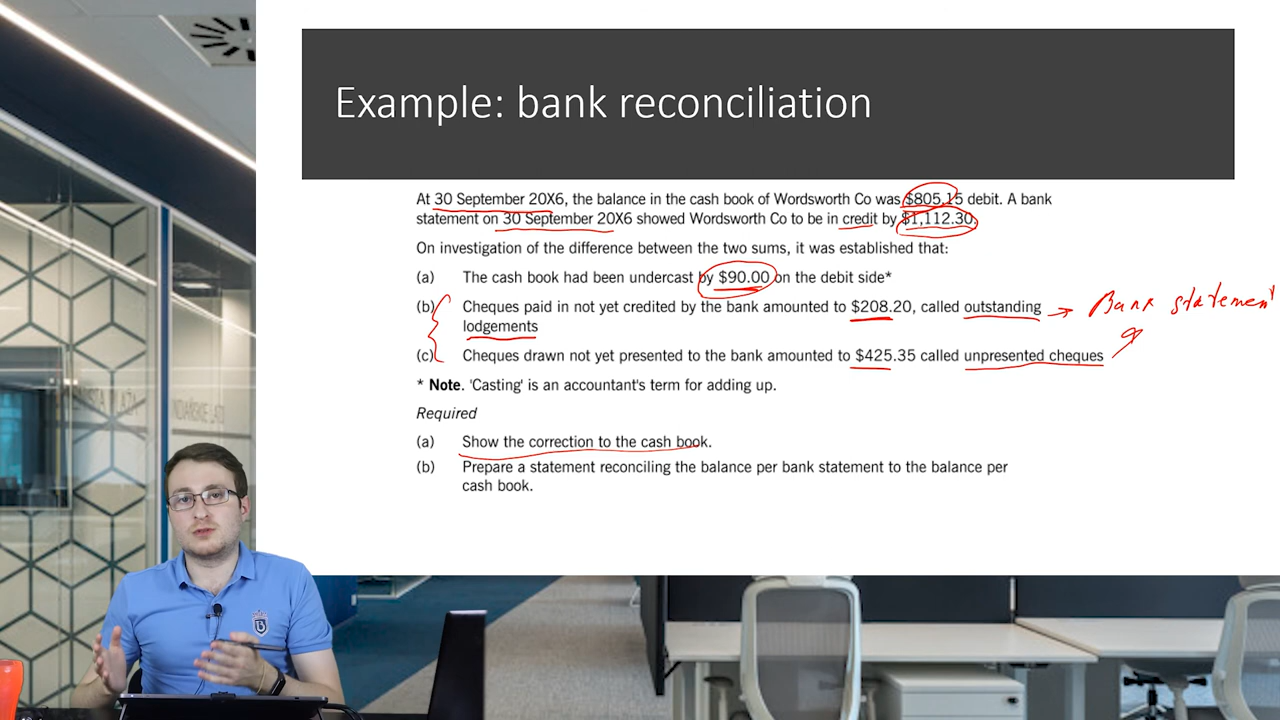 Example: bank reconciliation
At 30 September 20X6, the balance in the cash book of Wordsworth Co was $805.15 debit. A bank
statement on 30 September 20X6 showed Wordsworth Co to be in credit by $1,112.30.
On investigation of the difference between the two sums, it was established that:
(a) The cash book had been undercast by $90.00 on the debit side*
(b) Cheques paid in not yet credited by the bank amounted to $208.20, called outstanding
lodgements
Bank statement
(c) Cheques drawn not yet presented to the bank amounted to $425.35 called unpresented cheques
* Note. 'Casting' is an accountant's term for adding up.
Required
(a) Show the correction to the cash book.
(b) Prepare a statement reconciling the balance per bank statement to the balance per
cash book.